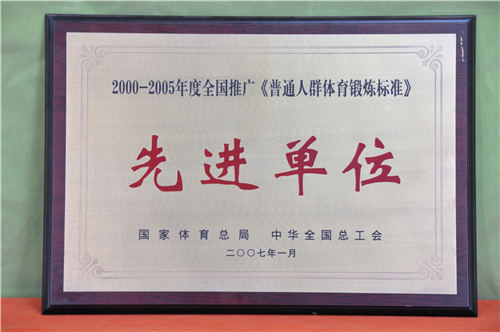 2000-2005年度全国推广《普通人群体育锻炼标准》
先进单位
国家体育总局 中华全国总工会
二〇〇七年一月